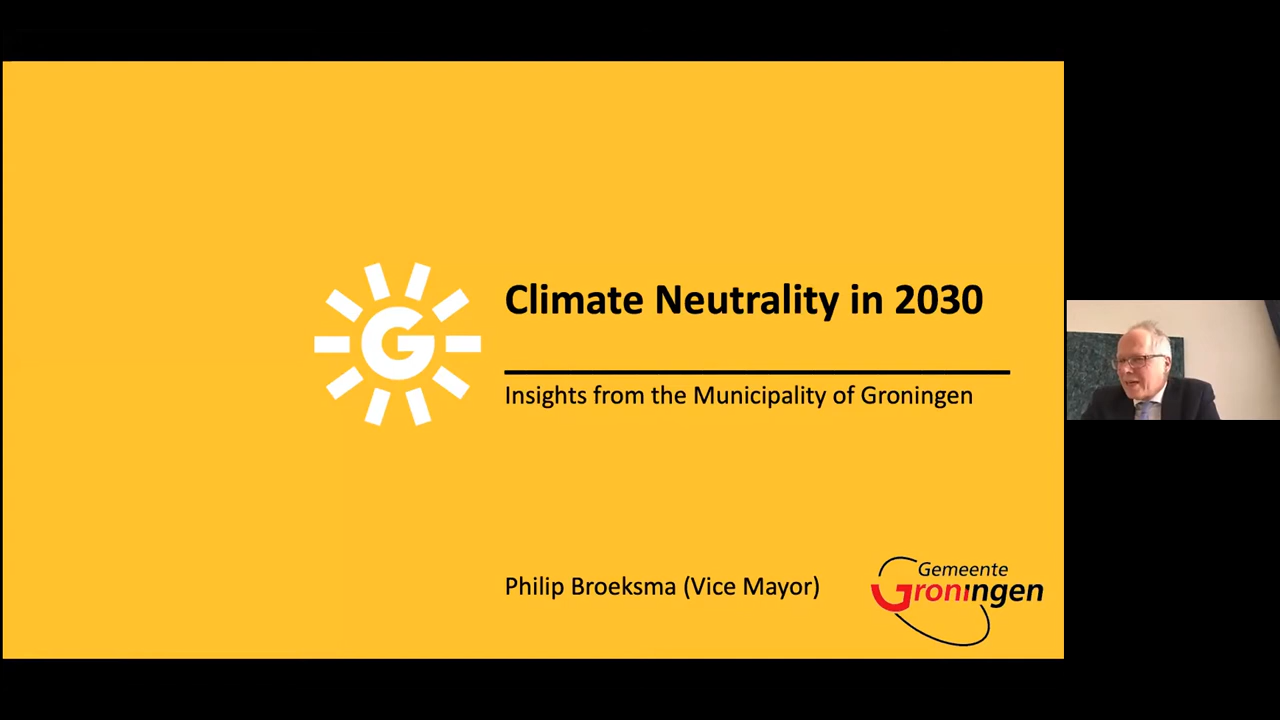 G
Climate Neutrality in 2030
Insights from the Municipality of Groningen
Philip Broeksma (Vice Mayor)
Gemeente
Groningen